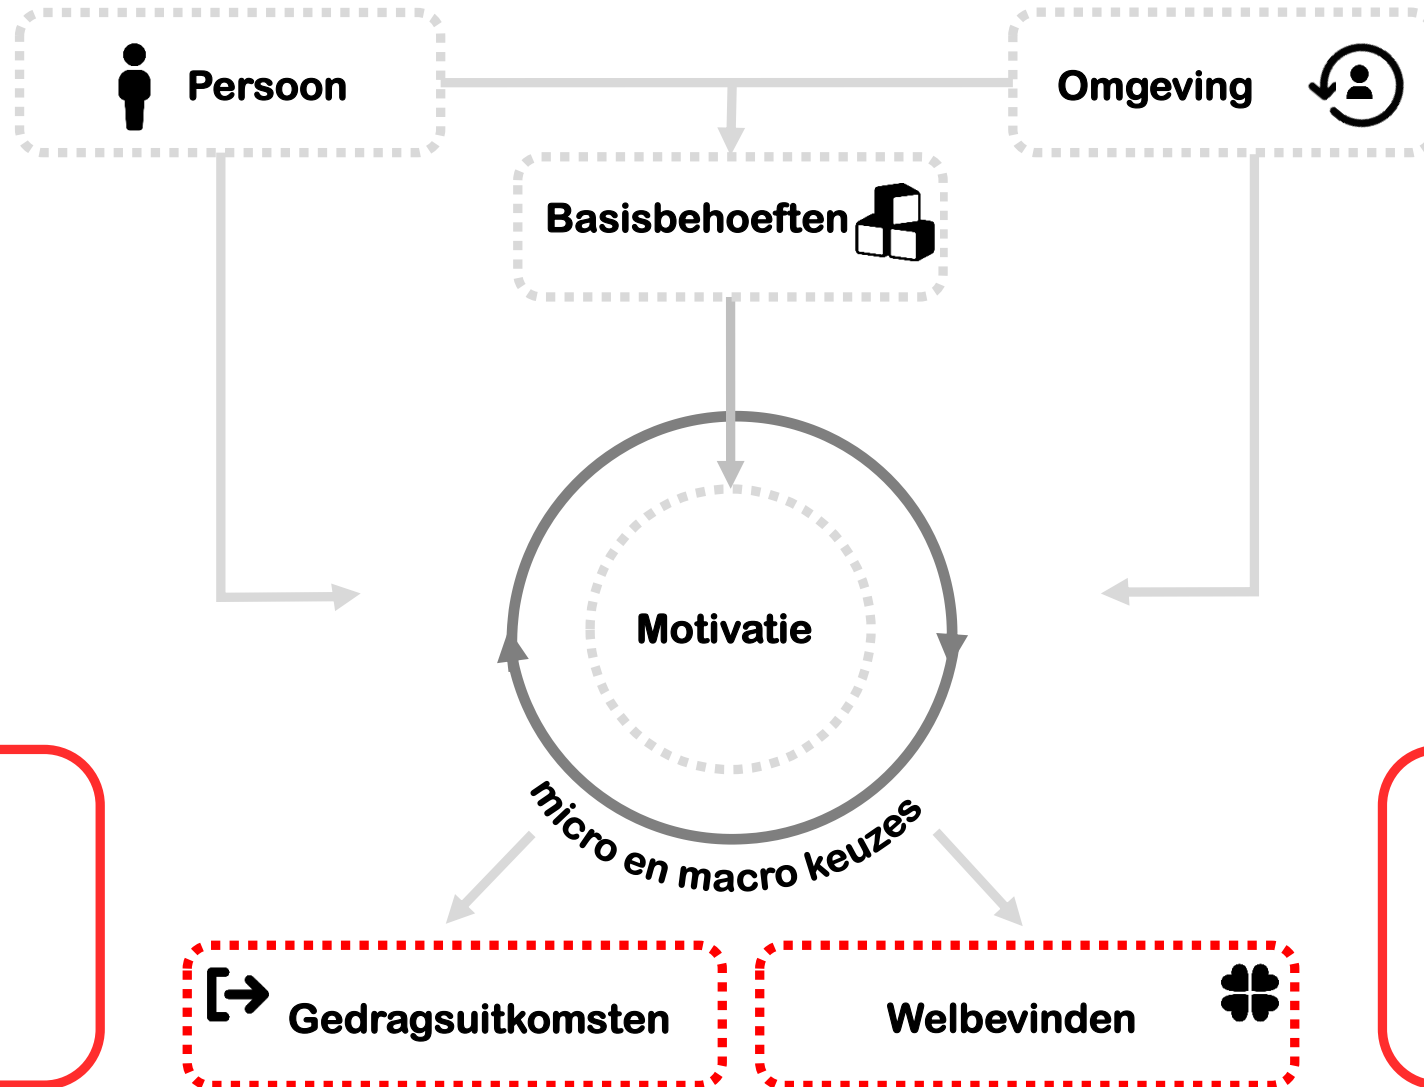 Persoon
Omgeving
Basisbehoeften
Motivatie
micro en macro keuzes
Gedragsuitkomsten
Welbevinden